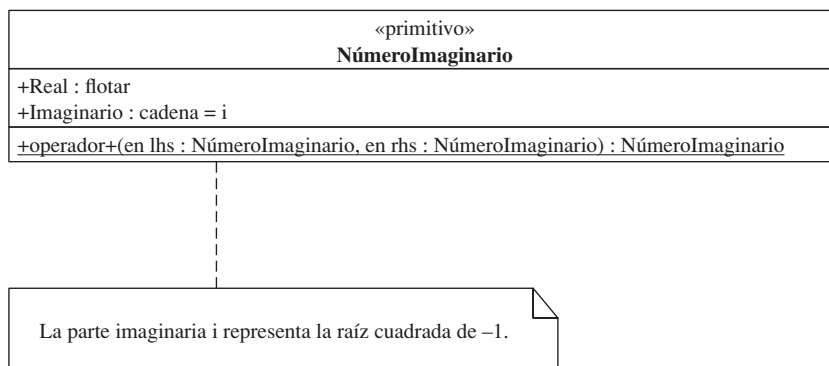 «primitivo»
NúmeroImaginario
+Real : flotar
+Imaginario : cadena = i
+operador+(en lhs : NúmeroImaginario, en rhs : NúmeroImaginario) : NúmeroImaginario
La parte imaginaria i representa la raíz cuadrada de –1.